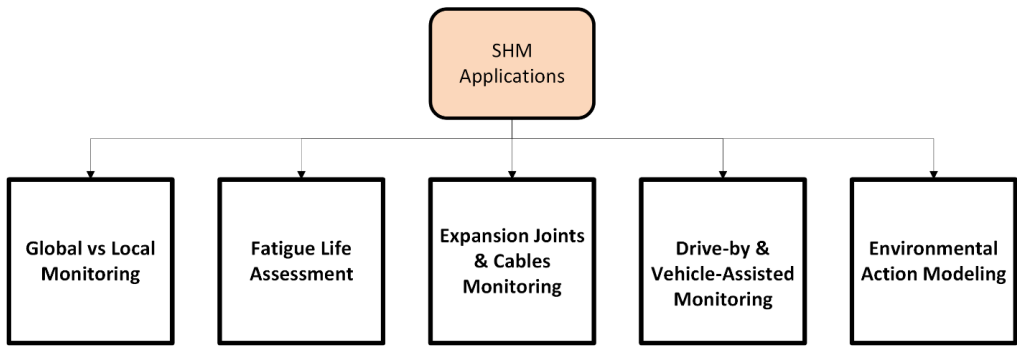 SHM
Applications
Global vs Local
Monitoring
Fatigue Life
Assessment
Expansion Joints
& Cables
Monitoring
Drive-by &
Vehicle-Assisted
Monitoring
Environmental
Action Modeling